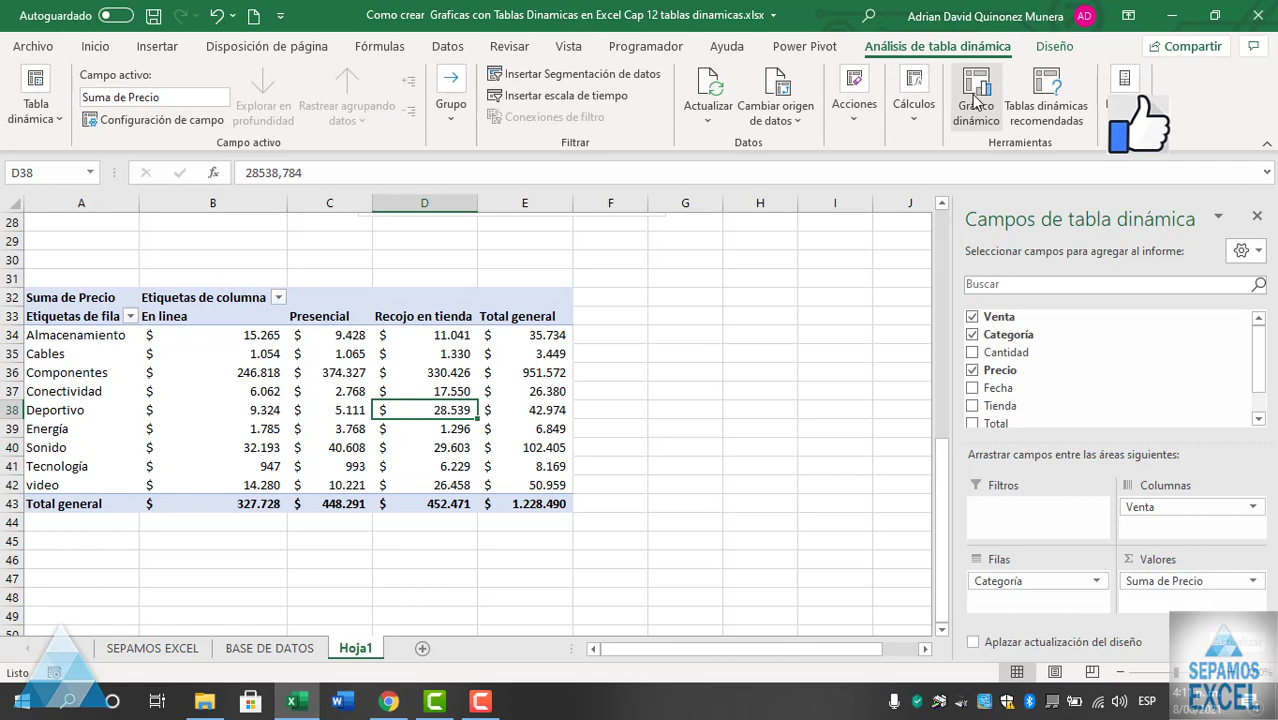 Autoguardado
Como crear Graficas con Tablas Dinamicas en Excel Cap 12 tablas dinamicas.xlsx
Adrian David Quinonez Munera AD
Archivo Inicio Insertar Disposición de página Fórmulas Datos Revisar Vista Programador Ayuda Power Pivot Análisis de tabla dinámica Diseño Compartir
Tabla dinámica
Campo activo:
Suma de Precio
Configuración de campo
Explorar en profundidad
Rastrear agrupando datos
Campo activo
Grupo
Insertar Segmentación de datos
Insertar escala de tiempo
Conexiones de filtro
Filtrar
Actualizar
Cambiar origen de datos
Datos
Acciones
Cálculos
Gráfico dinámico
Tablas dinámicas recomendadas
Herramientas
D38 fx 28538,784
A B C D E F G H I J
28
29
30
31
32 Suma de Precio Etiquetas de columna
33 Etiquetas de fila En linea Presencial Recojo en tienda Total general
34 Almacenamiento $ 15.265 $ 9.428 $ 11.041 $ 35.734
35 Cables $ 1.054 $ 1.065 $ 1.330 $ 3.449
36 Componentes $ 246.818 $ 374.327 $ 330.426 $ 951.572
37 Conectividad $ 6.062 $ 2.768 $ 17.550 $ 26.380
38 Deportivo $ 9.324 $ 5.111 $ 28.539 $ 42.974
39 Energía $ 1.785 $ 3.768 $ 1.296 $ 6.849
40 Sonido $ 32.193 $ 40.608 $ 29.603 $ 102.405
41 Tecnología $ 947 $ 993 $ 6.229 $ 8.169
42 video $ 14.280 $ 10.221 $ 26.458 $ 50.959
43 Total general $ 327.728 $ 448.291 $ 452.471 $ 1.228.490
44
45
46
47
48
49
50
Campos de tabla dinámica
Seleccionar campos para agregar al informe:
Buscar
Venta
Categoría
Cantidad
Precio
Fecha
Tienda
Total
Arrastrar campos entre las áreas siguientes:
Filtros
Columnas
Venta
Filas
Categoría
Σ Valores
Suma de Precio
Aplazar actualización del diseño
SEPAMOS EXCEL BASE DE DATOS Hoja1
Listo
ESP
SEPAMOS
EXCEL